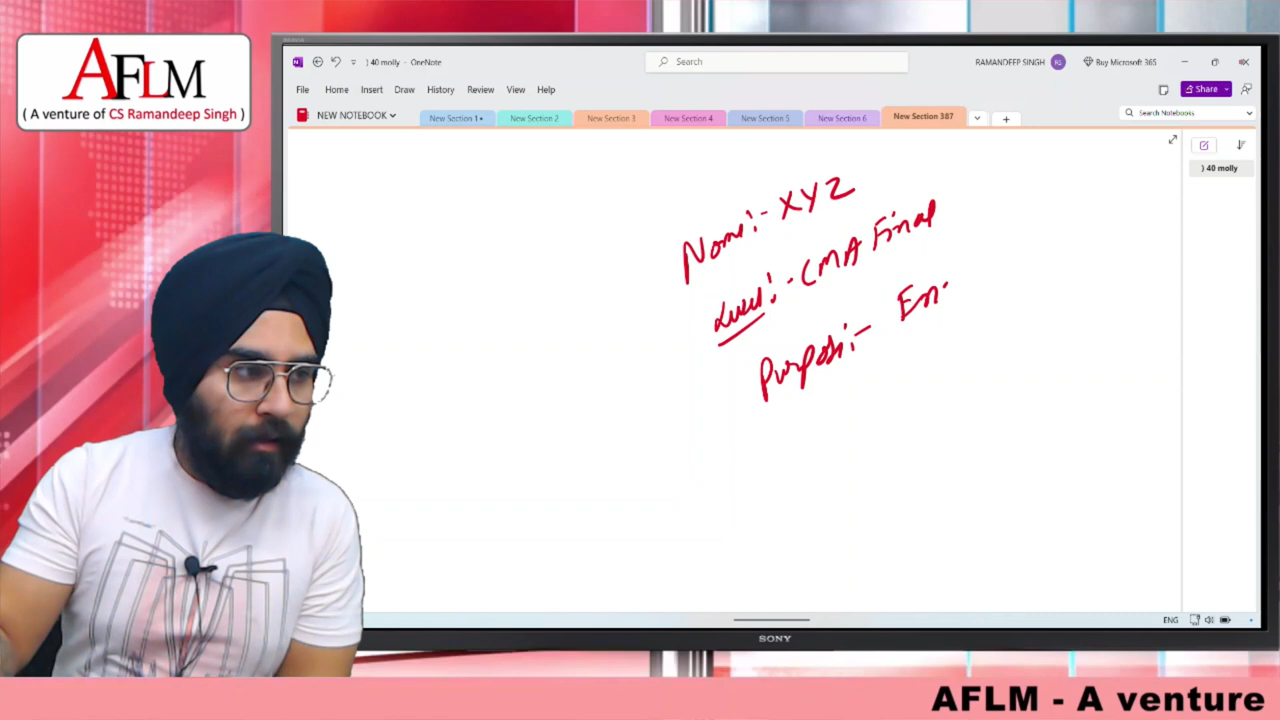 AFLM
( A venture of CS Ramandeep Singh )
SONY
) 40 molly - OneNote
Search
RAMANDEEP SINGH
RS
Buy Microsoft 365
File Home Insert Draw History Review View Help
Share
NEW NOTEBOOK
New Section 1
New Section 2
New Section 3
New Section 4
New Section 5
New Section 6
New Section 387
+
Search Notebooks
) 40 molly
Name:- XYZ
Level:- CMA Final
Purpose:- En
ENG
SONY
AFLM - A venture